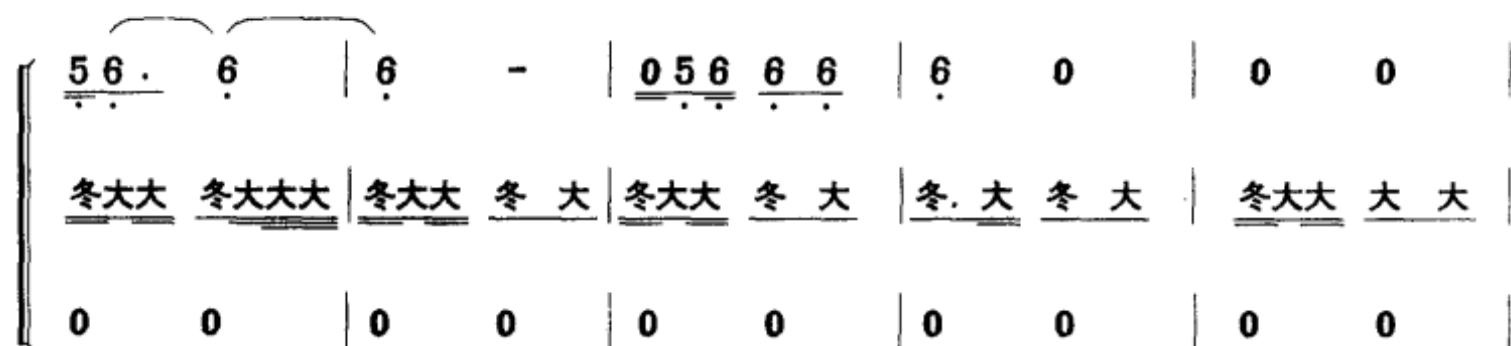 5 6 · 6 | 6 - | 0 5 6 6 6 | 6 0 | 0 0 |
冬大大 冬大大大 | 冬大大 冬 大 | 冬大大 冬 大 | 冬. 大 冬 大 | 冬大大 大 大 |
0 0 | 0 0 | 0 0 | 0 0 | 0 0 |